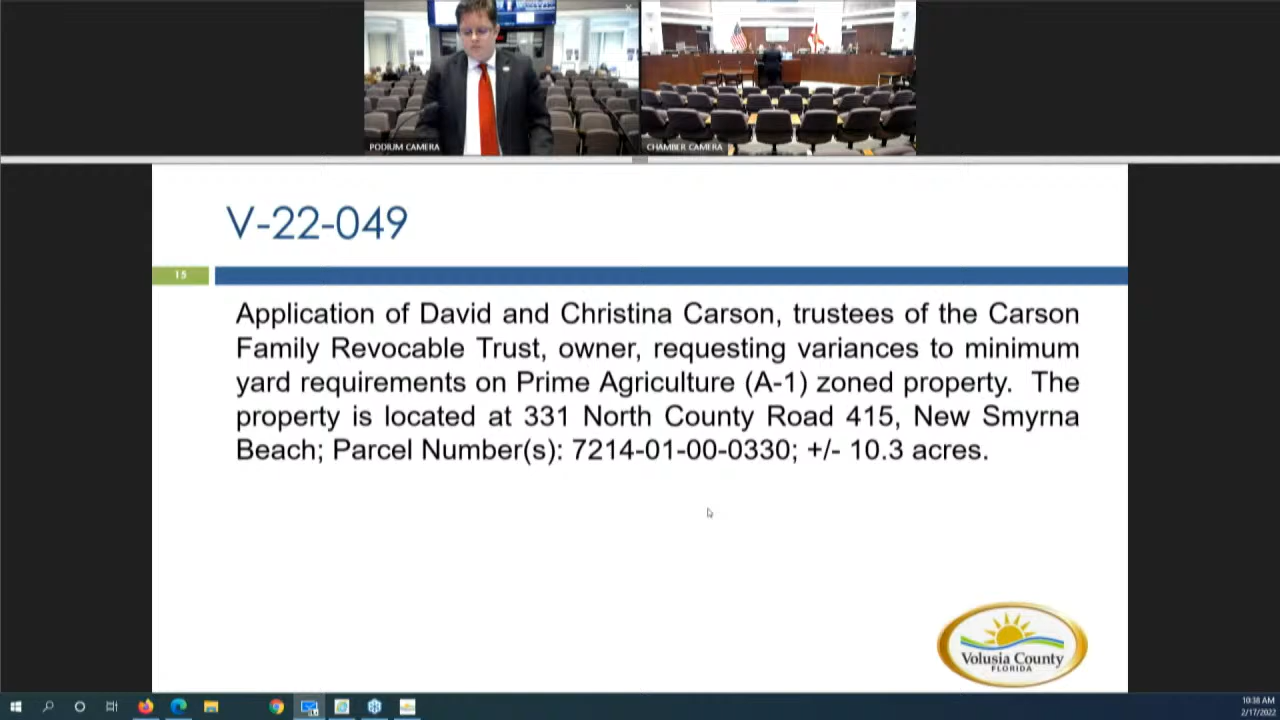 PODIUM CAMERA
CHAMBER CAMERA
V-22-049
15
Application of David and Christina Carson, trustees of the Carson
Family Revocable Trust, owner, requesting variances to minimum
yard requirements on Prime Agriculture (A-1) zoned property. The
property is located at 331 North County Road 415, New Smyrna
Beach; Parcel Number(s): 7214-01-00-0330; +/- 10.3 acres.
Volusia County
FLORIDA
10:38 AM
2/17/2022